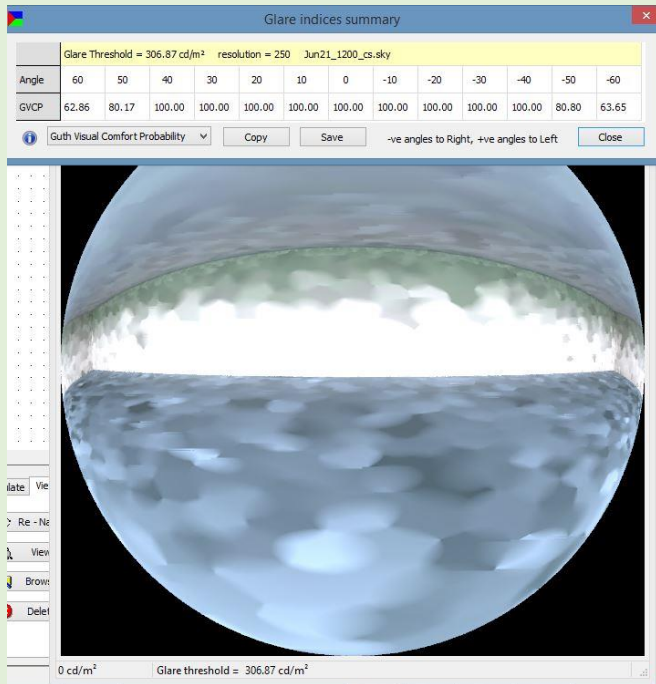 Glare indices summary
Glare Threshold = 306.87 cd/m² resolution = 250 Jun21_1200_cs.sky
Angle 60 50 40 30 20 10 0 -10 -20 -30 -40 -50 -60
GVCP 62.86 80.17 100.00 100.00 100.00 100.00 100.00 100.00 100.00 100.00 100.00 80.80 63.65
Guth Visual Comfort Probability Copy Save -ve angles to Right, +ve angles to Left Close
late Vie
Re - Na
View
Brows
Delet
0 cd/m² Glare threshold = 306.87 cd/m²